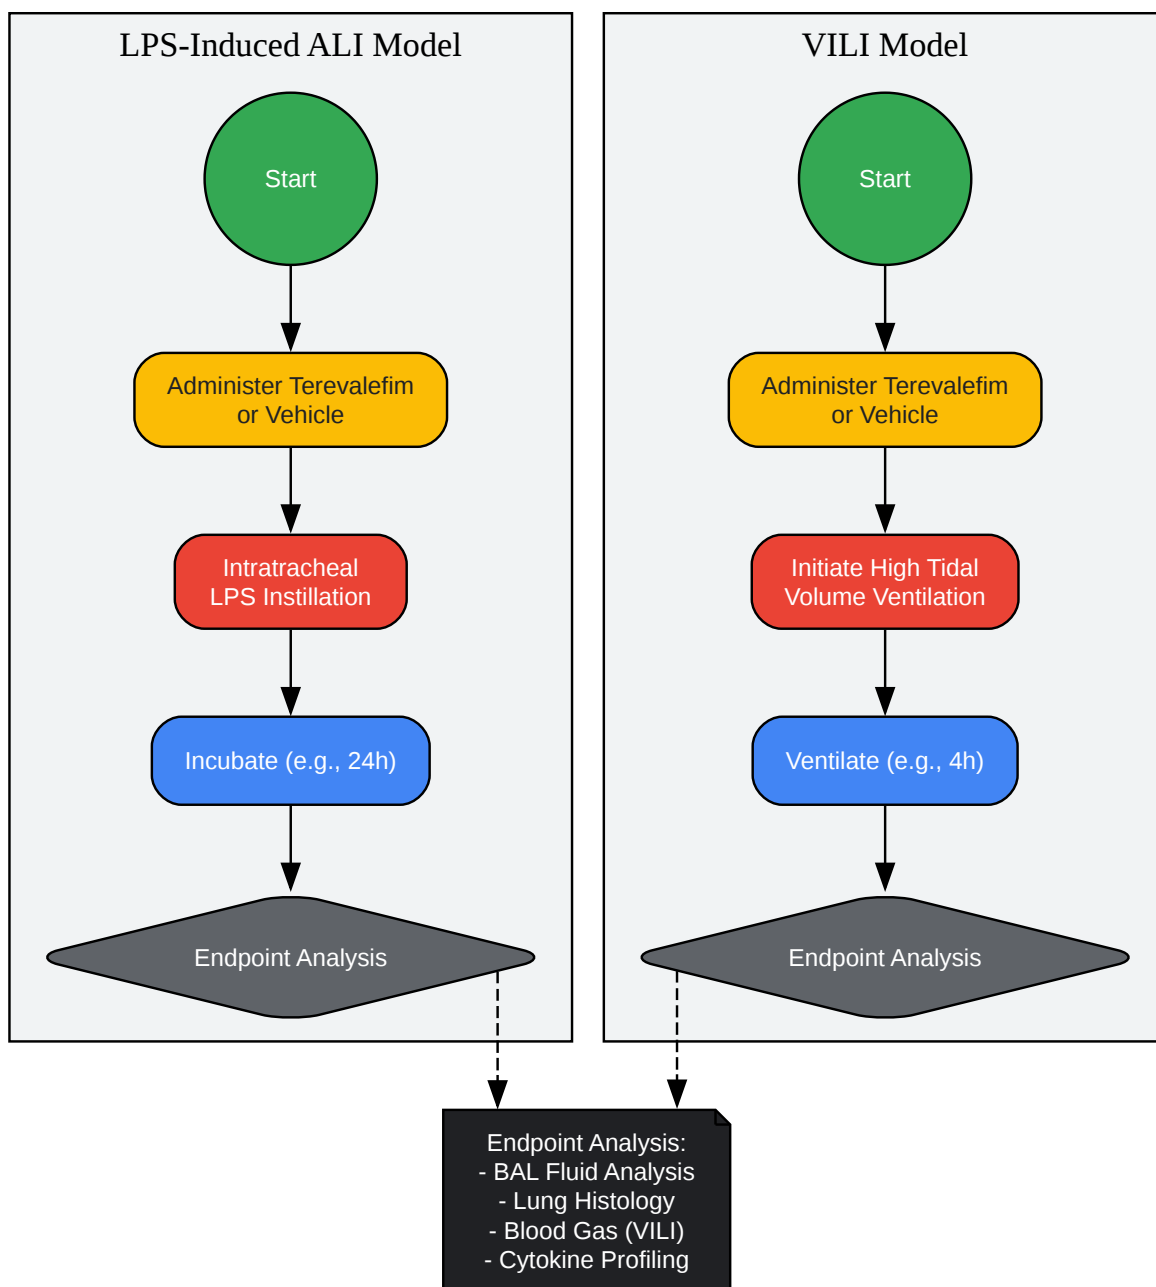 LPS-Induced ALI Model
Start
Administer Terevalefim
or Vehicle
Intratracheal
LPS Instillation
Incubate (e.g., 24h)
Endpoint Analysis
VILI Model
Start
Administer Terevalefim
or Vehicle
Initiate High Tidal
Volume Ventilation
Ventilate (e.g., 4h)
Endpoint Analysis
Endpoint Analysis:
- BAL Fluid Analysis
- Lung Histology
- Blood Gas (VILI)
- Cytokine Profiling